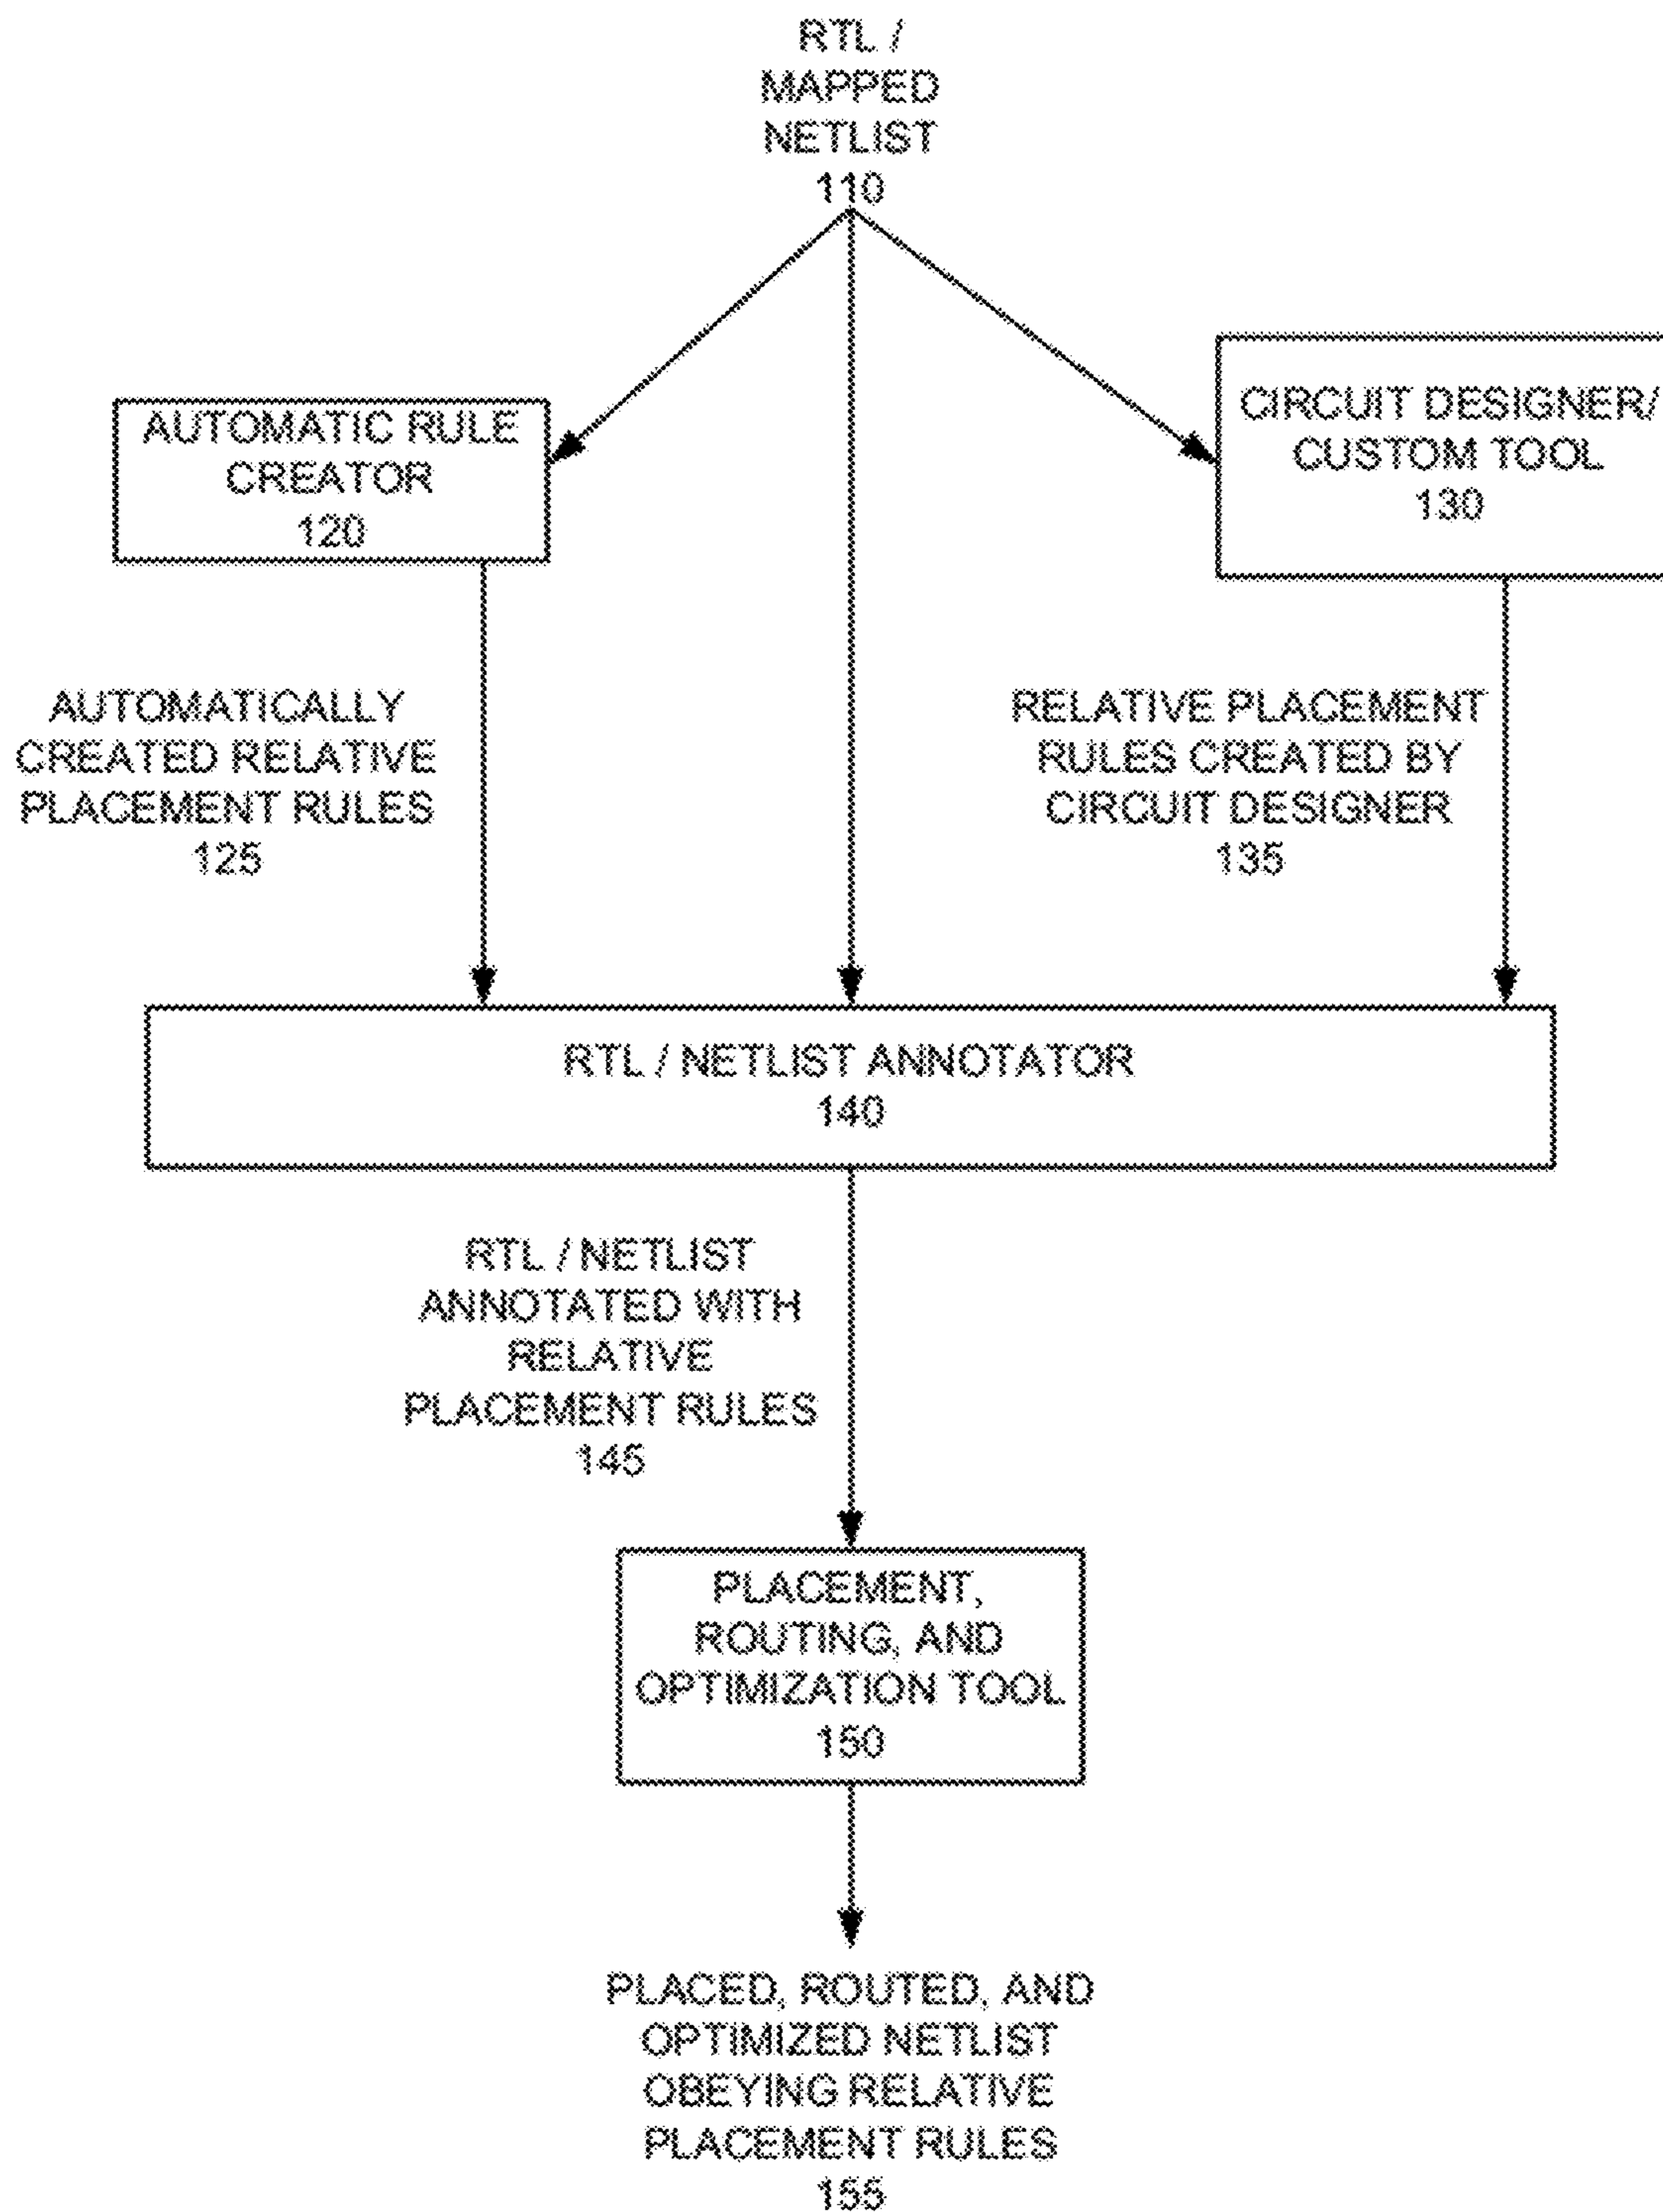 RTL /
MAPPED
NETLIST
110
AUTOMATIC RULE
CREATOR
120
CIRCUIT DESIGNER/
CUSTOM TOOL
130
AUTOMATICALLY
CREATED RELATIVE
PLACEMENT RULES
125
RELATIVE PLACEMENT
RULES CREATED BY
CIRCUIT DESIGNER
135
RTL / NETLIST ANNOTATOR
140
RTL / NETLIST
ANNOTATED WITH
RELATIVE
PLACEMENT RULES
145
PLACEMENT,
ROUTING, AND
OPTIMIZATION TOOL
150
PLACED, ROUTED, AND
OPTIMIZED NETLIST
OBEYING RELATIVE
PLACEMENT RULES
155